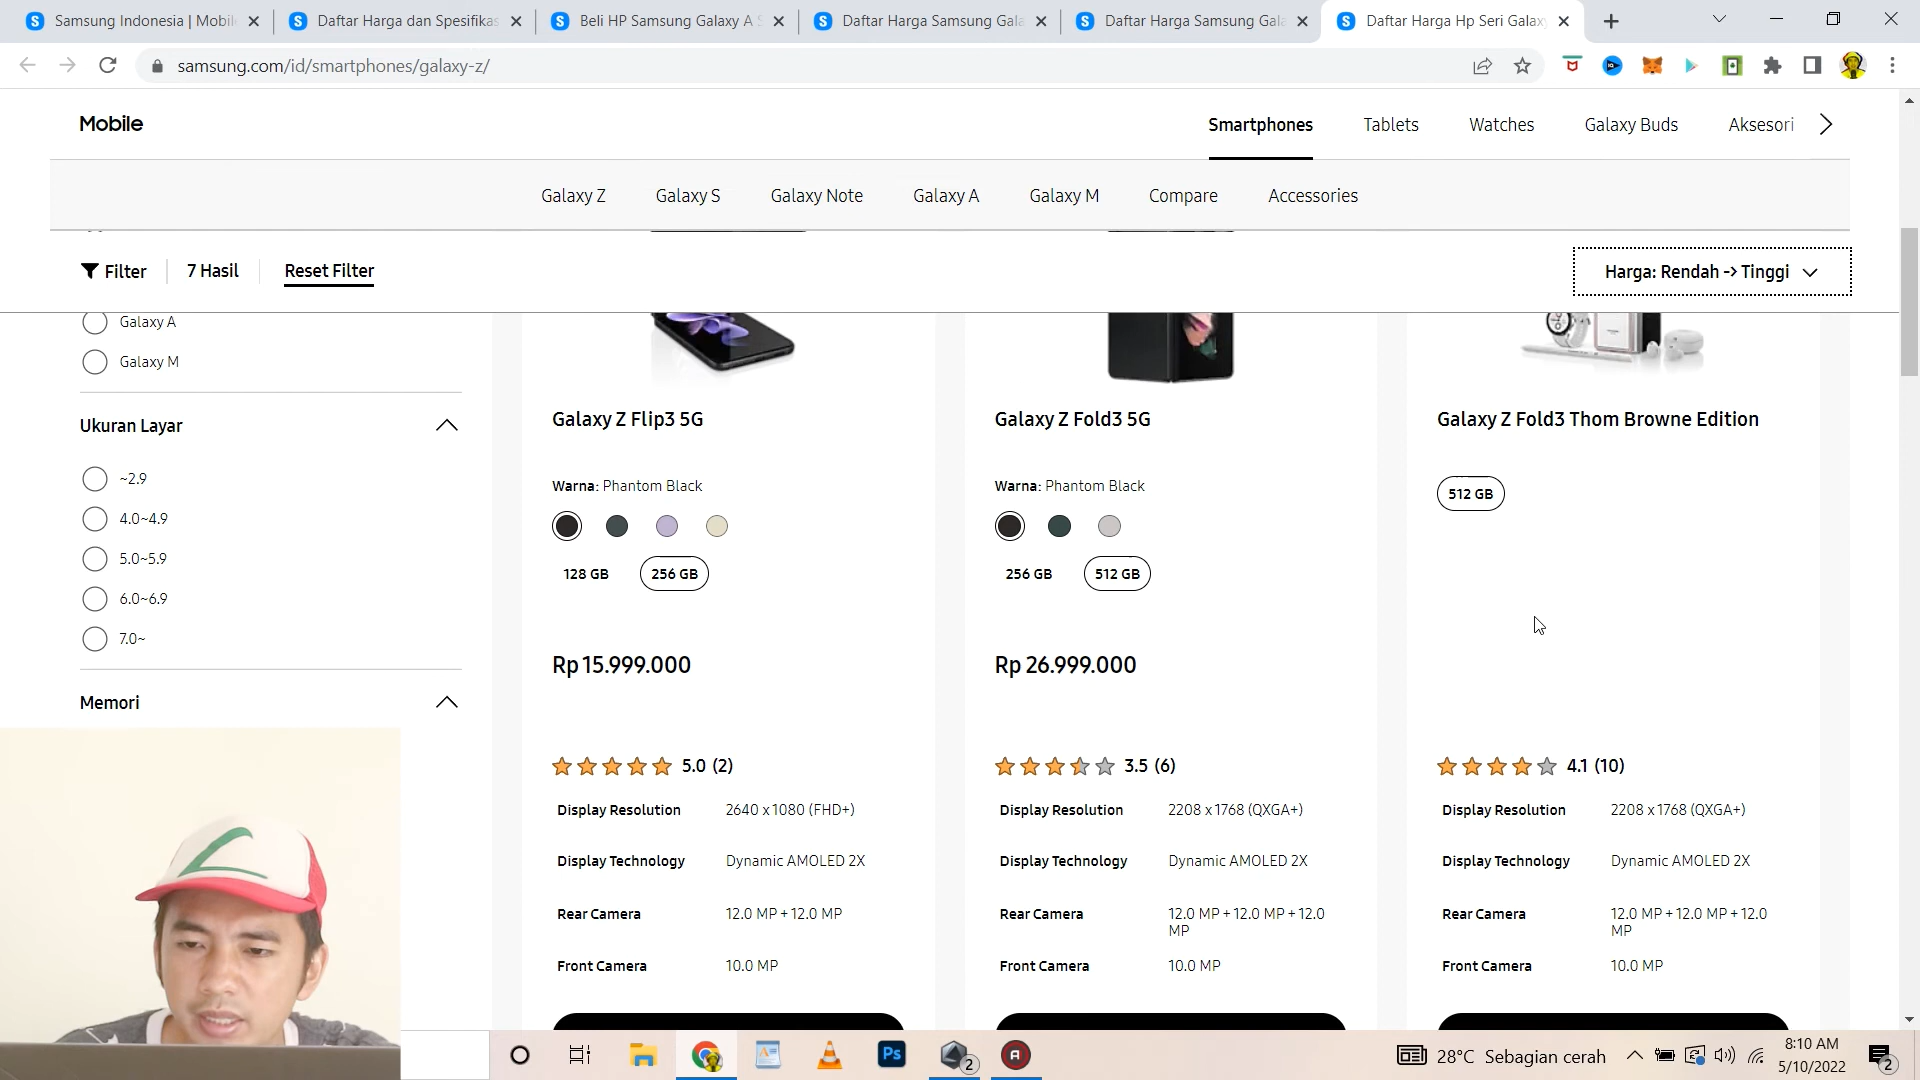 Samsung Indonesia | Mobil
Daftar Harga dan Spesifikas
Beli HP Samsung Galaxy A S
Daftar Harga Samsung Gala
Daftar Harga Samsung Gala
Daftar Harga Hp Seri Galaxy
samsung.com/id/smartphones/galaxy-z/
Mobile
Smartphones
Tablets
Watches
Galaxy Buds
Aksesori
Galaxy Z
Galaxy S
Galaxy Note
Galaxy A
Galaxy M
Compare
Accessories
Filter
7 Hasil
Reset Filter
Harga: Rendah -> Tinggi
Galaxy A
Galaxy M
Ukuran Layar
~2.9
4.0~4.9
5.0~5.9
6.0~6.9
7.0~
Memori
Galaxy Z Flip3 5G
Warna: Phantom Black
128 GB
256 GB
Rp 15.999.000
5.0 (2)
Display Resolution 2640 x 1080 (FHD+)
Display Technology Dynamic AMOLED 2X
Rear Camera 12.0 MP + 12.0 MP
Front Camera 10.0 MP
Galaxy Z Fold3 5G
Warna: Phantom Black
256 GB
512 GB
Rp 26.999.000
3.5 (6)
Display Resolution 2208 x 1768 (QXGA+)
Display Technology Dynamic AMOLED 2X
Rear Camera 12.0 MP + 12.0 MP + 12.0
MP
Front Camera 10.0 MP
Galaxy Z Fold3 Thom Browne Edition
512 GB
4.1 (10)
Display Resolution 2208 x 1768 (QXGA+)
Display Technology Dynamic AMOLED 2X
Rear Camera 12.0 MP + 12.0 MP + 12.0
MP
Front Camera 10.0 MP
Ps
2
28°C Sebagian cerah
8:10 AM
5/10/2022
2